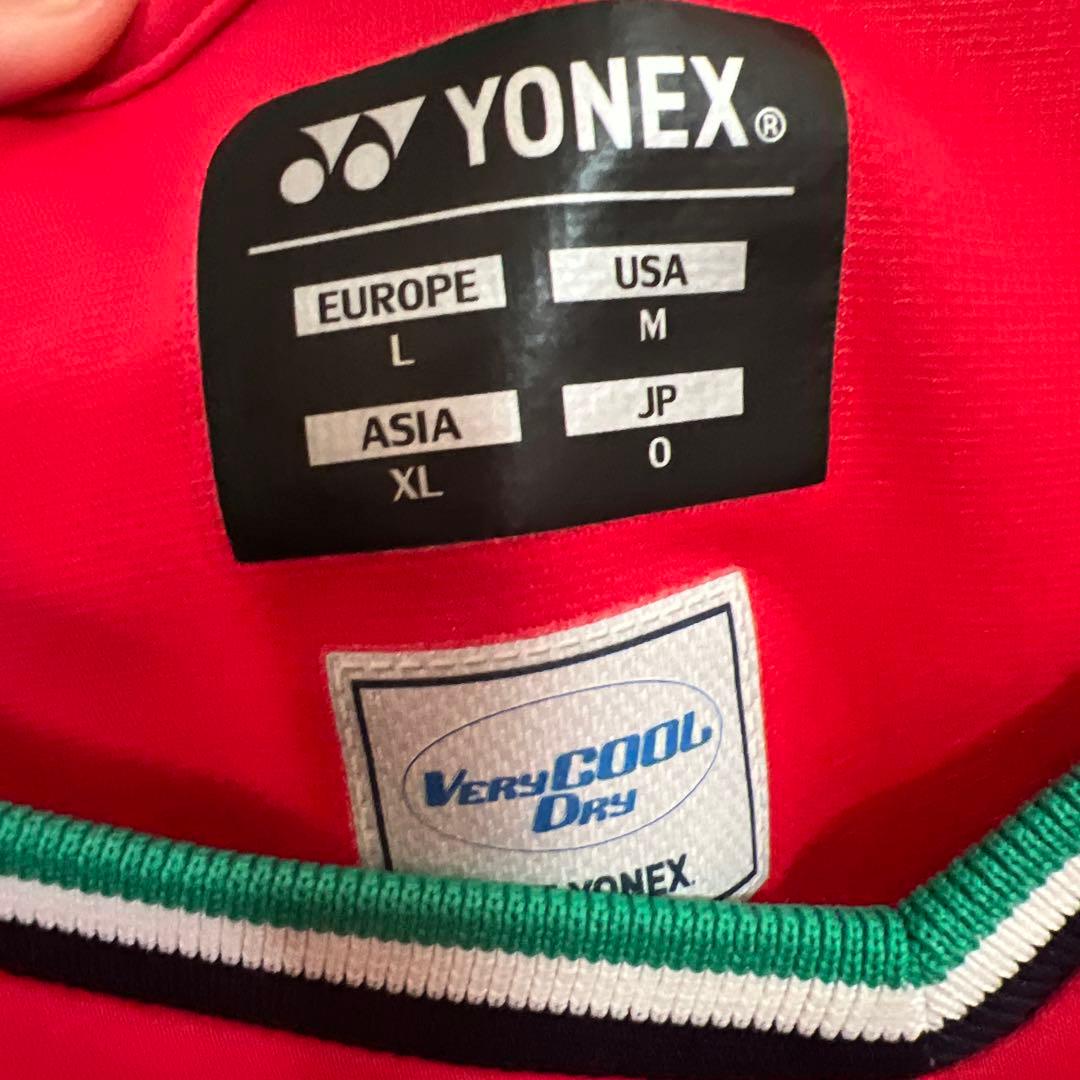 YONEX®
EUROPE USA
L M
ASIA JP
XL O
VERY COOL
DRY
YONEX